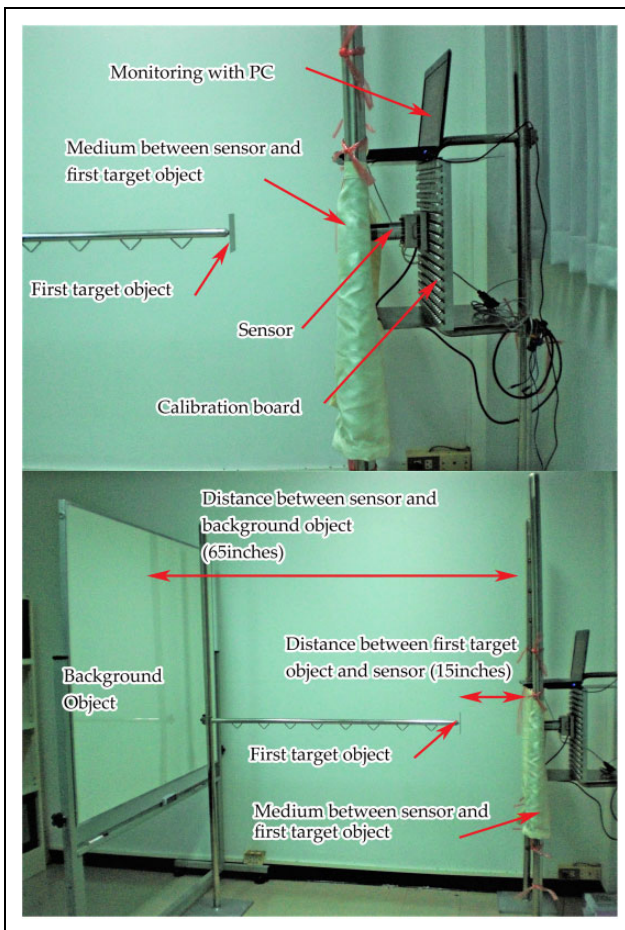 Monitoring with PC
Medium between sensor and
first target object
First target object
Sensor
Calibration board
Distance between sensor and
background object
(65inches)
Distance between first target
object and sensor (15inches)
Background
Object
First target object
Medium between sensor and
first target object